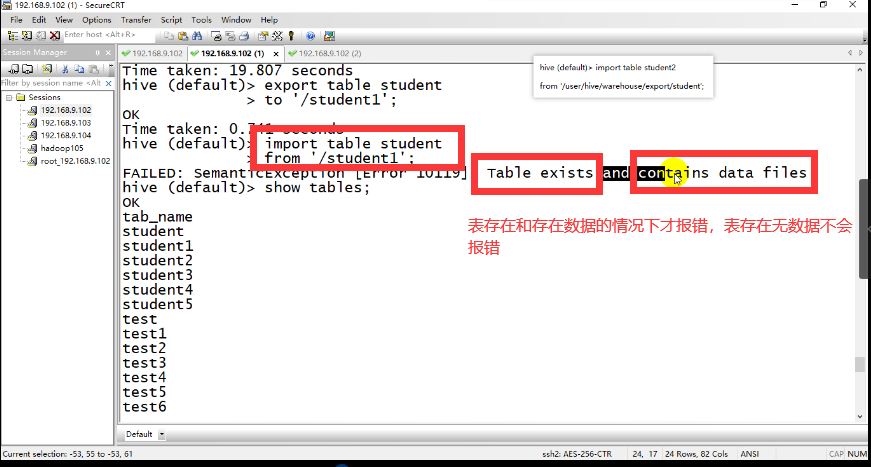 192.168.9.102 (1) - SecureCRT
File Edit View Options Transfer Script Tools Window Help
Enter host <Alt+R>
Session Manager
192.168.9.102
192.168.9.102 (1)
192.168.9.102 (2)
Filter by session name <Alt
Sessions
192.168.9.102
192.168.9.103
192.168.9.104
hadoop105
root_192.168.9.102
Time taken: 19.807 seconds
hive (default)> export table student
> to '/student1';
OK
Time taken: 0.741 seconds
hive (default)> import table student
> from '/student1';
FAILED: SemanticException [Error 10119] Table exists and contains data files
hive (default)> show tables;
OK
tab_name
student
student1
student2
student3
student4
student5
test
test1
test2
test3
test4
test5
test6
hive (default)> import table student2
from '/user/hive/warehouse/export/student';
表存在和存在数据的情况下才报错，表存在无数据不会
报错
Default
Current selection: -53, 55 to -53, 61
ssh2: AES-256-CTR
24, 17
24 Rows, 82 Cols
ANSI
CAP NUM